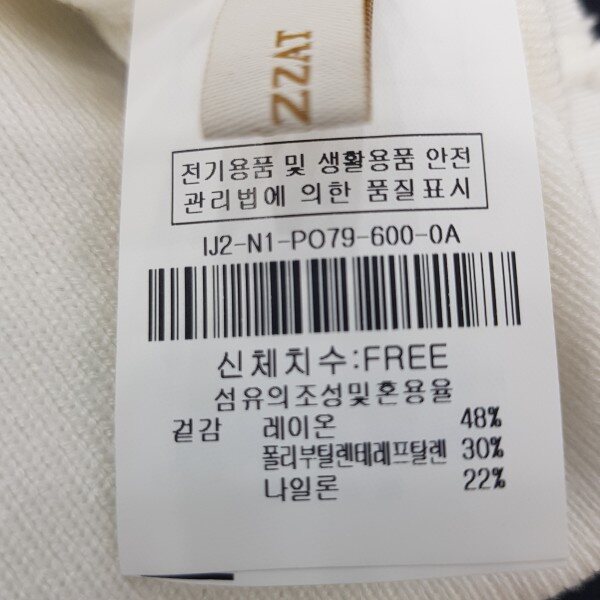 ZZAI
전기용품 및 생활용품 안전
관리법에 의한 품질표시
IJ2-N1-PO79-600-0A
신체치수:FREE
섬유의조성및혼용율
겉감 레이온 48%
폴리부틸렌테레프탈렌 30%
나일론 22%